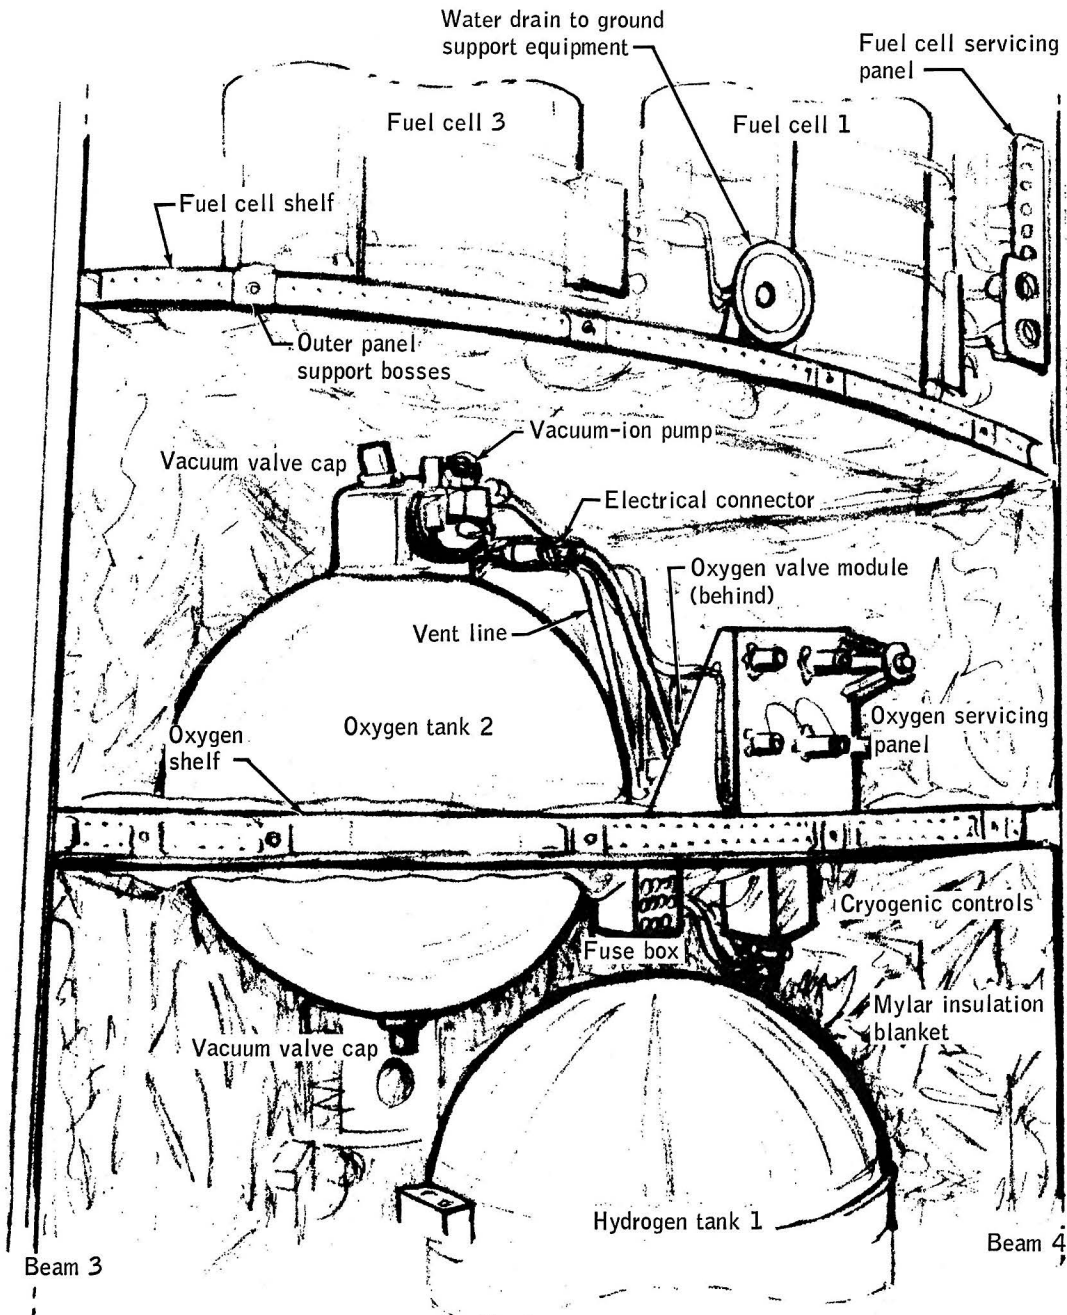 Water drain to ground
support equipment
Fuel cell servicing
panel
Fuel cell 3
Fuel cell 1
Fuel cell shelf
Outer panel
support bosses
Vacuum-ion pump
Vacuum valve cap
Electrical connector
Oxygen valve module
(behind)
Vent line
Oxygen tank 2
Oxygen servicing
panel
Oxygen
shelf
Cryogenic controls
Fuse box
Mylar insulation
blanket
Vacuum valve cap
Hydrogen tank 1
Beam 3
Beam 4